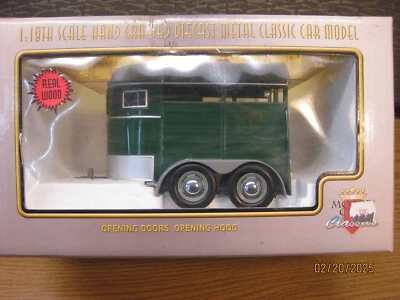 1:18TH SCALE HAND CRAFTED DIECAST METAL CLASSIC CAR MODEL
REAL
WOOD
OPENING DOORS OPENING HOOD
Classics
02/20/2025